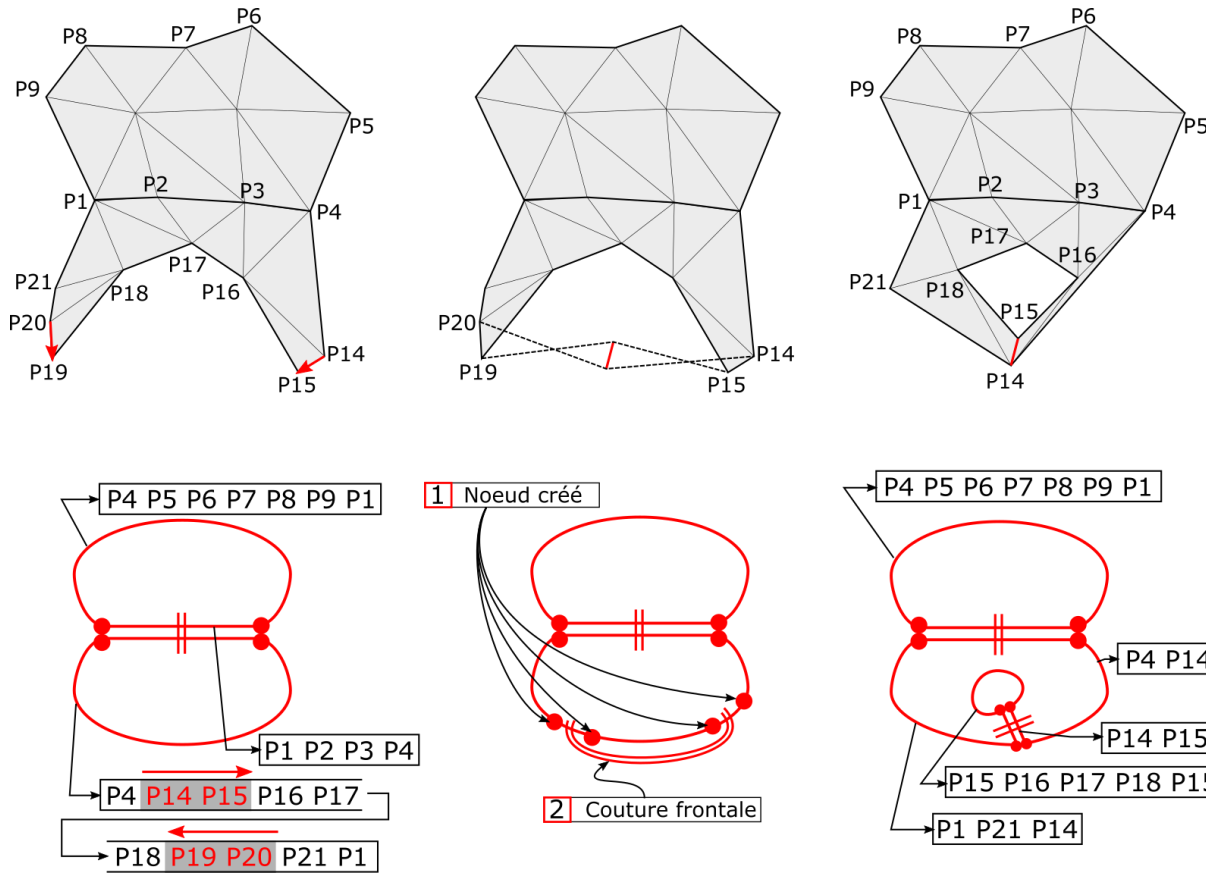 P6
P8
P7
P9
P5
P1
P2
P3
P4
P21
P18
P17
P16
P20
P19
P14
P15
P20
P19
P14
P15
P6
P8
P7
P9
P5
P1
P2
P3
P4
P17
P16
P21
P18
P15
P14
P4 P5 P6 P7 P8 P9 P1
P1 P2 P3 P4
P4 P14 P15 P16 P17
P18 P19 P20 P21 P1
1 Noeud créé
2 Couture frontale
P4 P5 P6 P7 P8 P9 P1
P4 P14
P14 P15
P15 P16 P17 P18 P15
P1 P21 P14